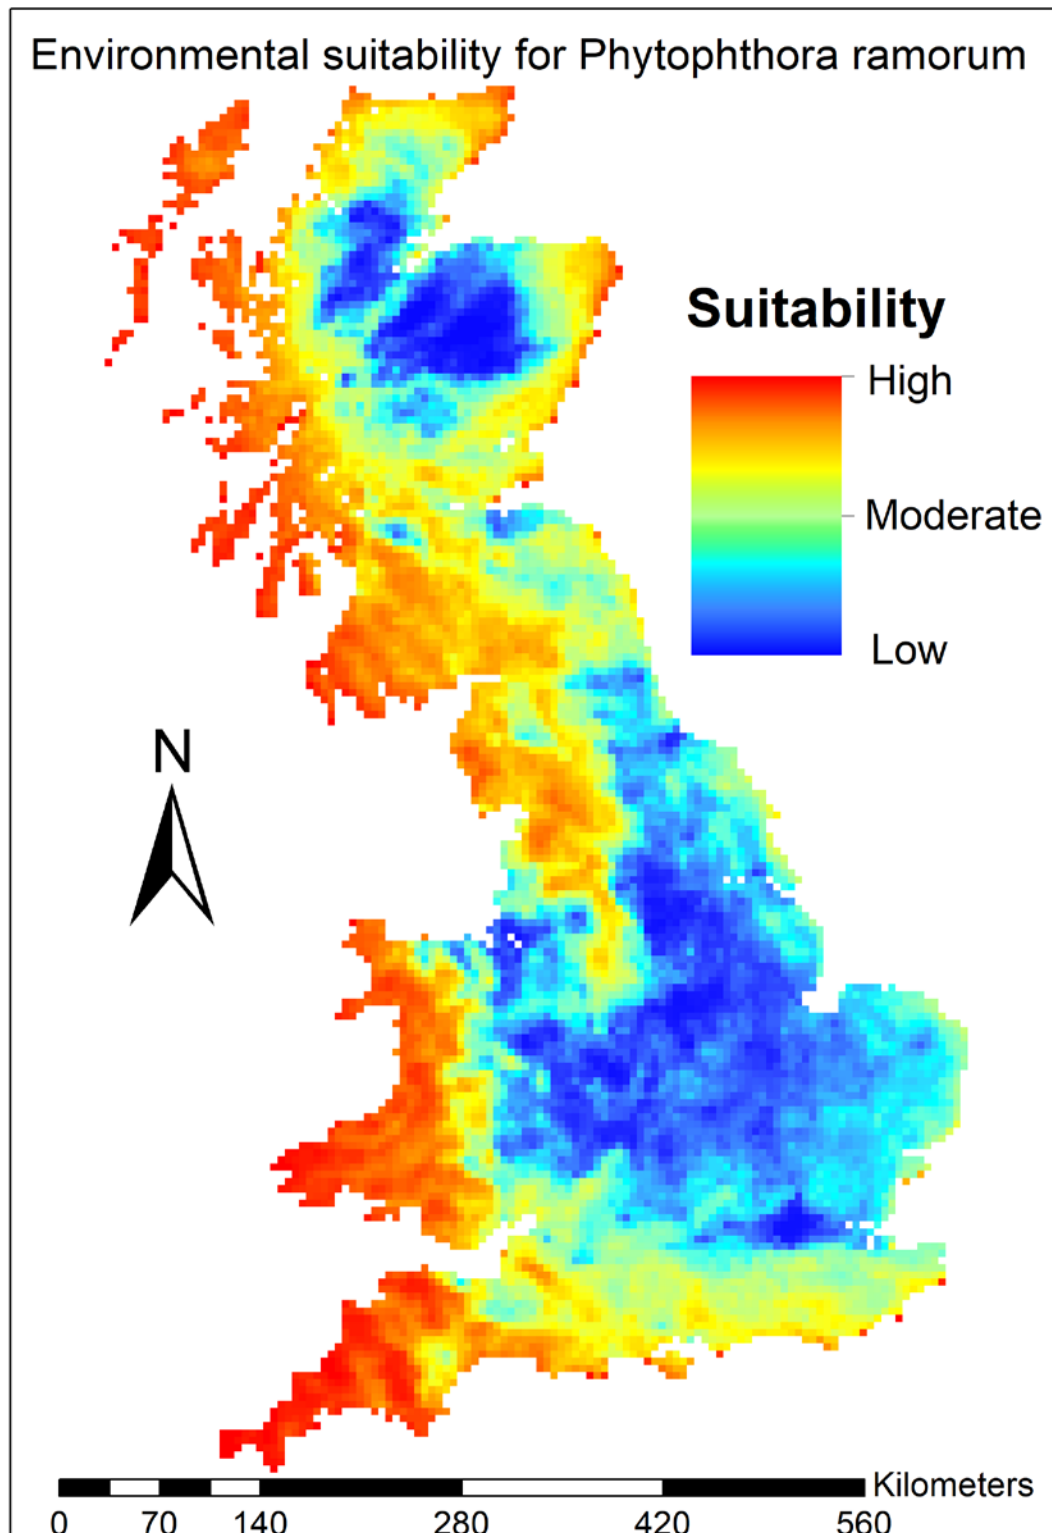 Environmental suitability for Phytophthora ramorum
Suitability
High
Moderate
Low
N
Kilometers
0 70 140 280 420 560